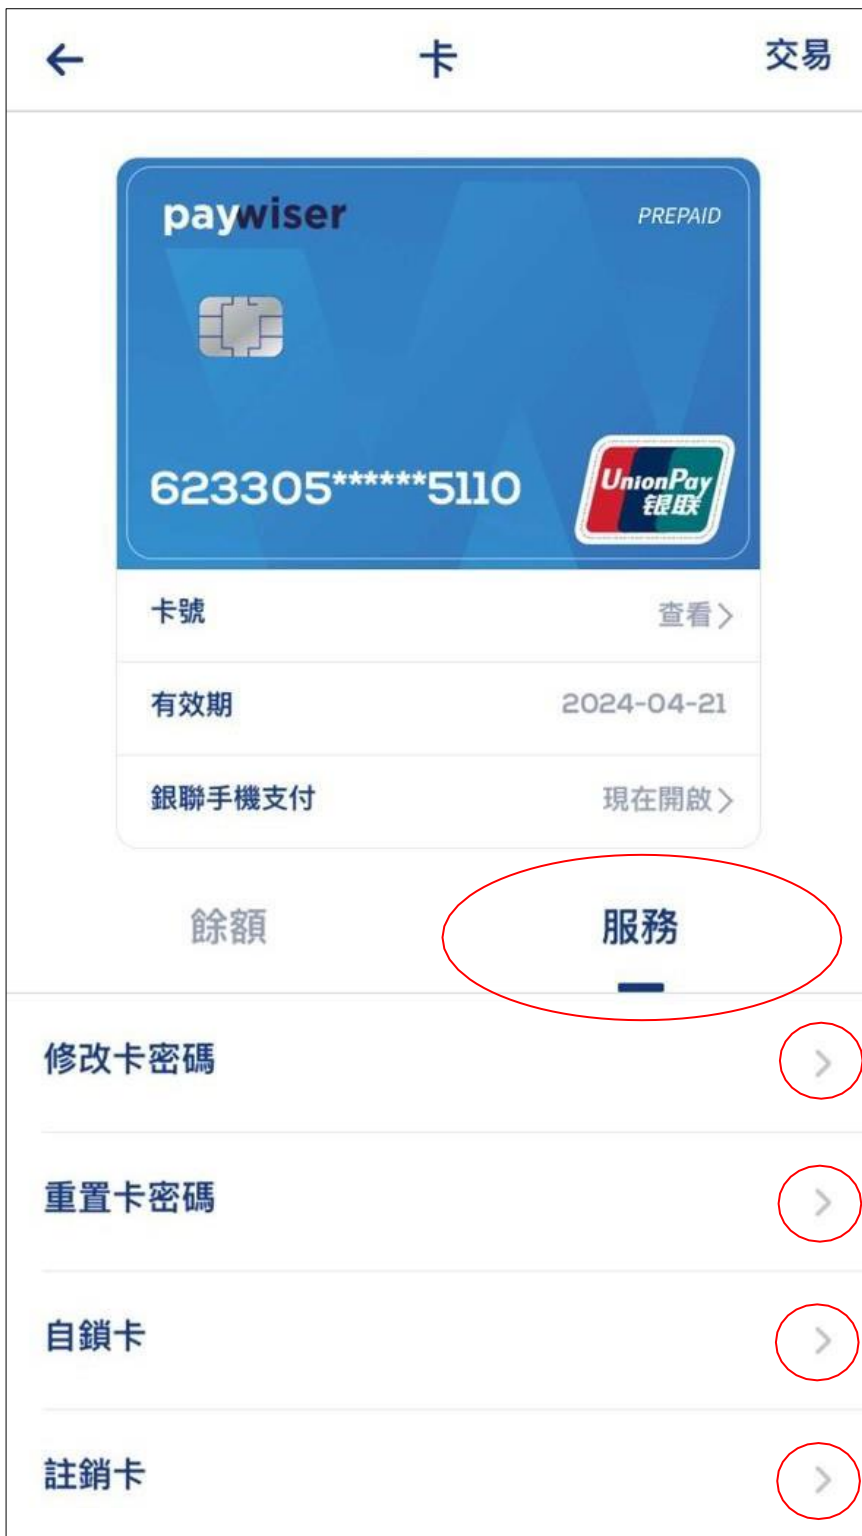 卡
交易
paywiser
PREPAID
623305******5110
UnionPay
银联
卡號
查看
有效期
2024-04-21
銀聯手機支付
現在開啟
餘額
服務
修改卡密碼
重置卡密碼
自鎖卡
註銷卡